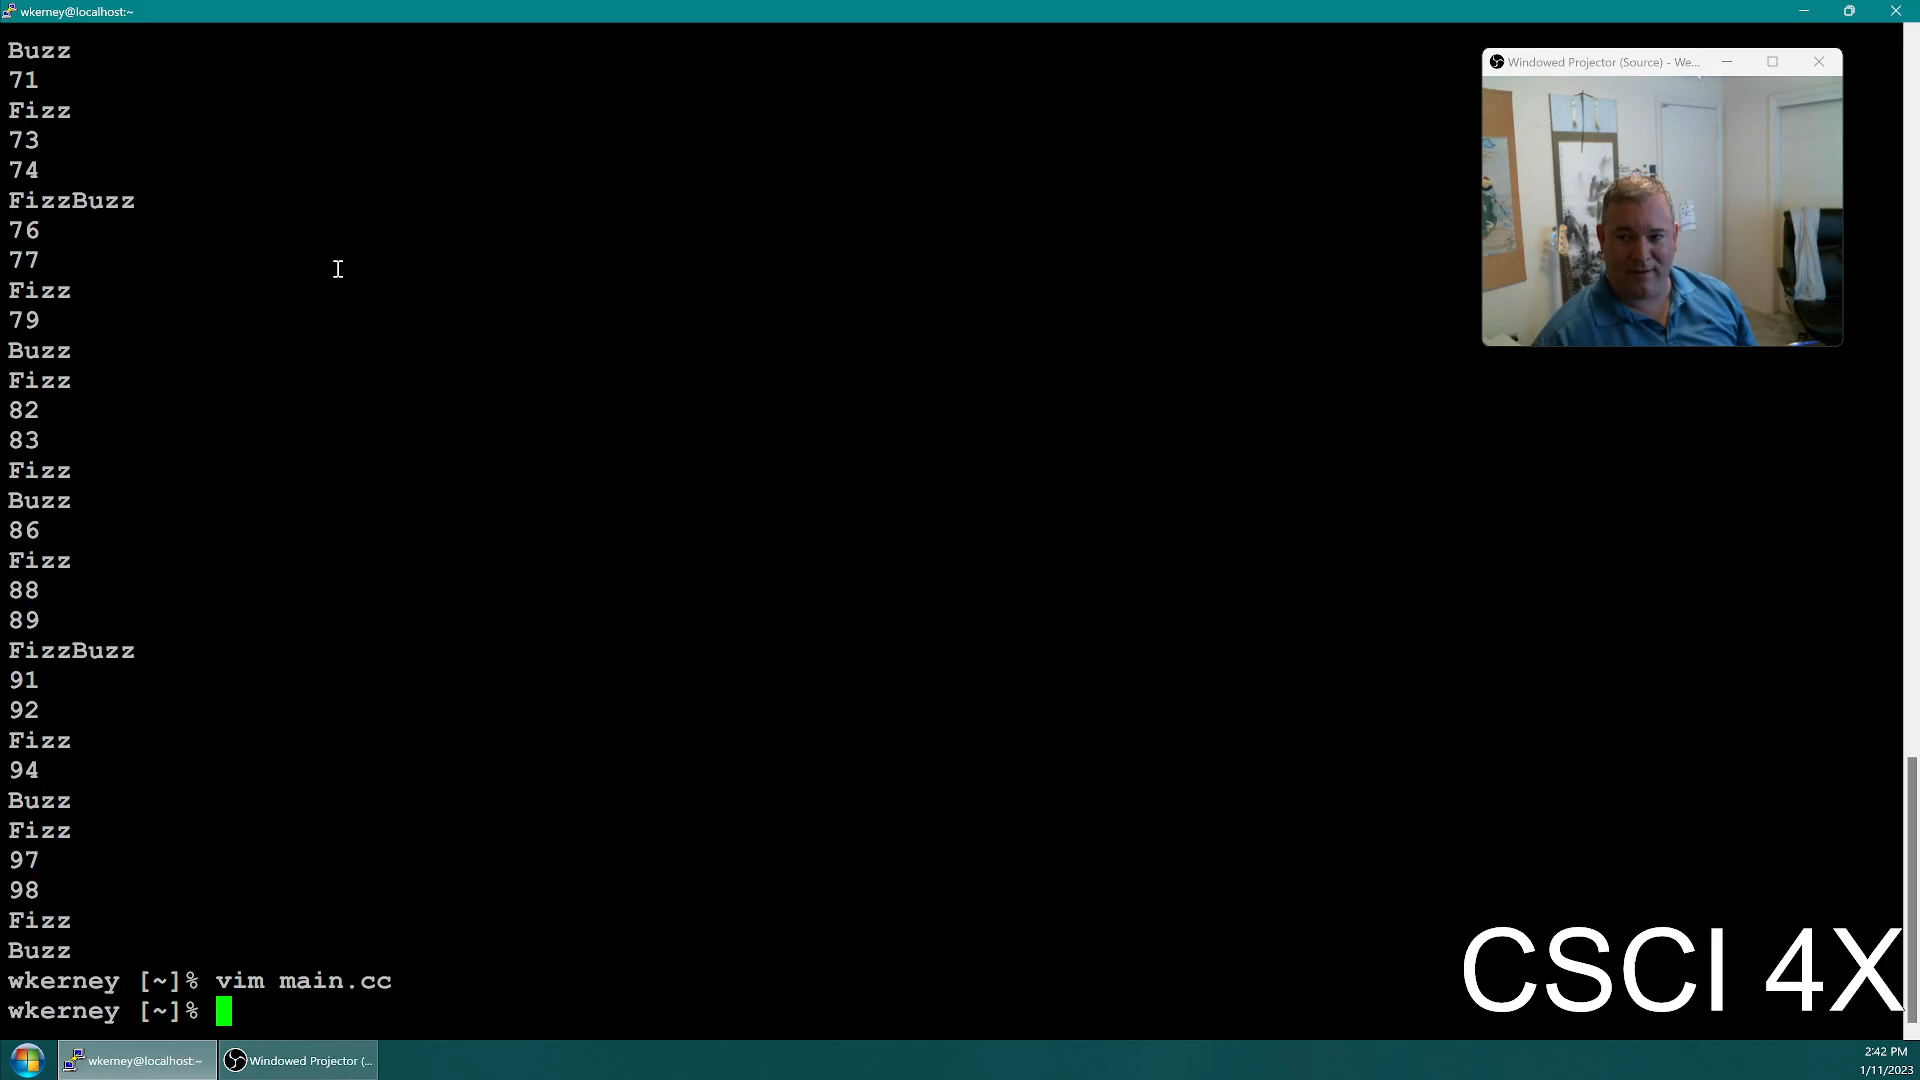 wkerney@localhost:~
Buzz
71
Fizz
73
74
FizzBuzz
76
77
Fizz
79
Buzz
Fizz
82
83
Fizz
Buzz
86
Fizz
88
89
FizzBuzz
91
92
Fizz
94
Buzz
Fizz
97
98
Fizz
Buzz
wkerney [~]% vim main.cc
wkerney [~]%
Windowed Projector (Source) - We...
CSCI 4X
wkerney@localhost:~
Windowed Projector (...
2:42 PM
1/11/2023